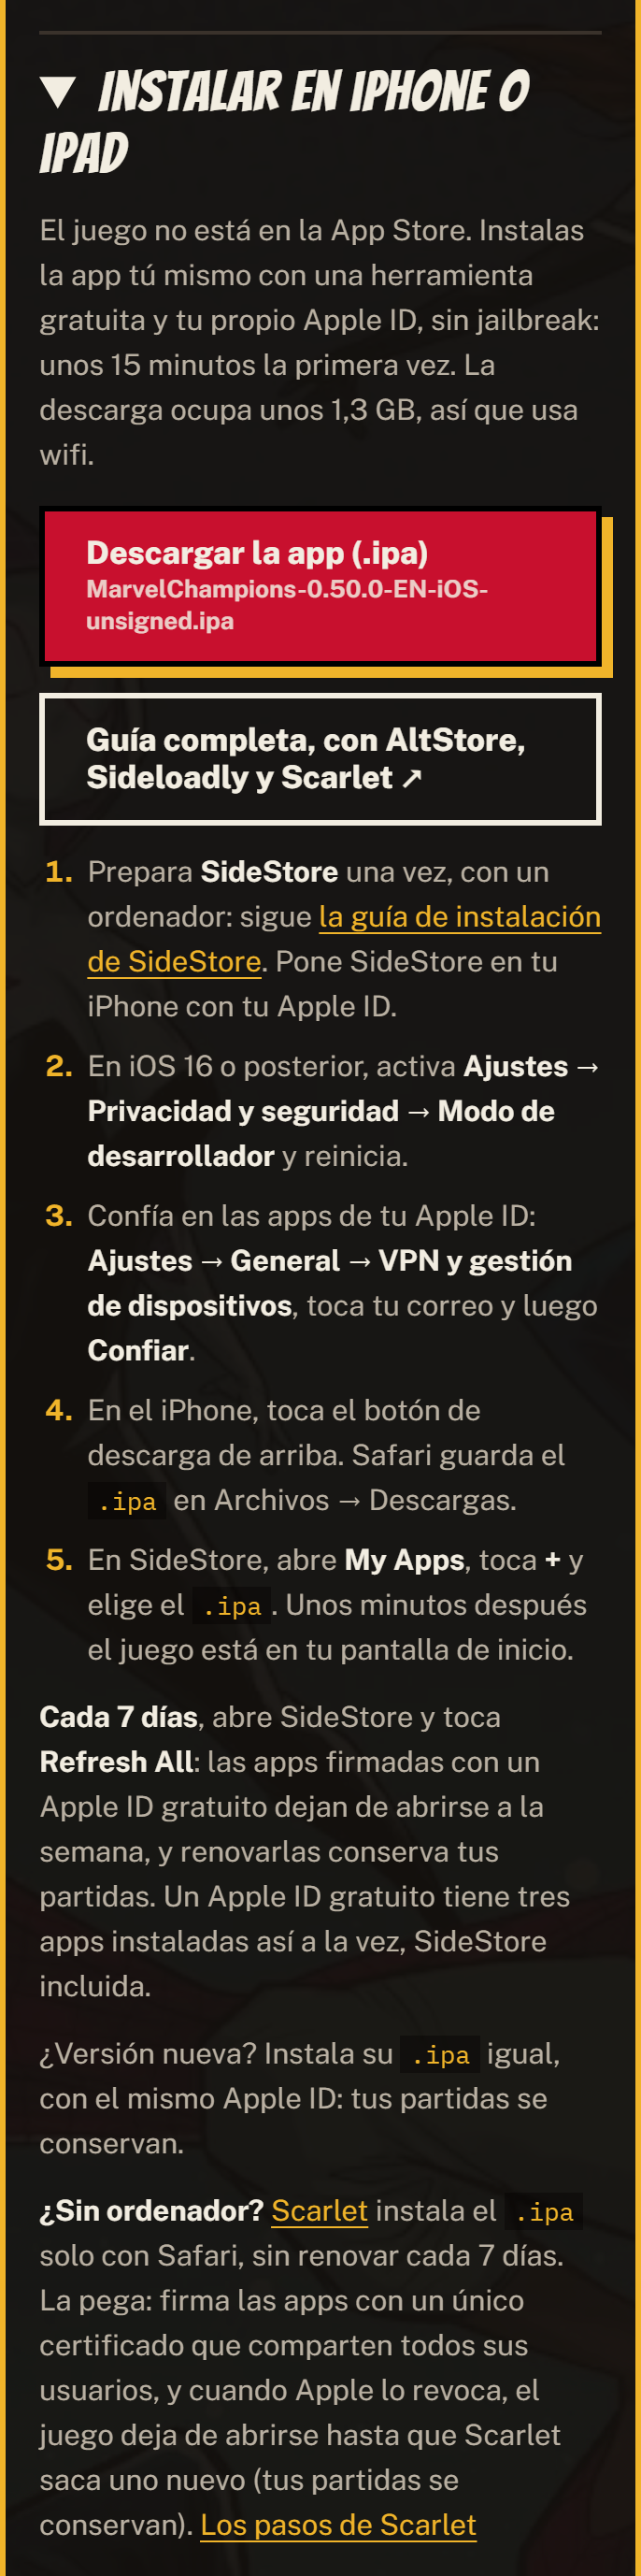 ▼ INSTALAR EN IPHONE O
IPAD
El juego no está en la App Store. Instalas
la app tú mismo con una herramienta
gratuita y tu propio Apple ID, sin jailbreak:
unos 15 minutos la primera vez. La
descarga ocupa unos 1,3 GB, así que usa
wifi.
Descargar la app (.ipa)
MarvelChampions-0.50.0-EN-iOS-
unsigned.ipa
Guía completa, con AltStore,
Sideloadly y Scarlet ↗
1. Prepara SideStore una vez, con un
ordenador: sigue la guía de instalación
de SideStore. Pone SideStore en tu
iPhone con tu Apple ID.
2. En iOS 16 o posterior, activa Ajustes →
Privacidad y seguridad → Modo de
desarrollador y reinicia.
3. Confía en las apps de tu Apple ID:
Ajustes → General → VPN y gestión
de dispositivos, toca tu correo y luego
Confiar.
4. En el iPhone, toca el botón de
descarga de arriba. Safari guarda el
.ipa en Archivos → Descargas.
5. En SideStore, abre My Apps, toca + y
elige el .ipa. Unos minutos después
el juego está en tu pantalla de inicio.
Cada 7 días, abre SideStore y toca
Refresh All: las apps firmadas con un
Apple ID gratuito dejan de abrirse a la
semana, y renovarlas conserva tus
partidas. Un Apple ID gratuito tiene tres
apps instaladas así a la vez, SideStore
incluida.
¿Versión nueva? Instala su .ipa igual,
con el mismo Apple ID: tus partidas se
conservan.
¿Sin ordenador? Scarlet instala el .ipa
solo con Safari, sin renovar cada 7 días.
La pega: firma las apps con un único
certificado que comparten todos sus
usuarios, y cuando Apple lo revoca, el
juego deja de abrirse hasta que Scarlet
saca uno nuevo (tus partidas se
conservan). Los pasos de Scarlet